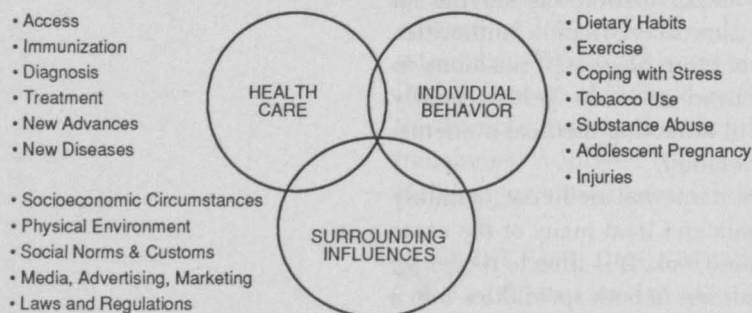 • Access
• Immunization
• Diagnosis
• Treatment
• New Advances
• New Diseases
HEALTH
CARE
INDIVIDUAL
BEHAVIOR
• Dietary Habits
• Exercise
• Coping with Stress
• Tobacco Use
• Substance Abuse
• Adolescent Pregnancy
• Injuries
• Socioeconomic Circumstances
• Physical Environment
• Social Norms & Customs
• Media, Advertising, Marketing
• Laws and Regulations
SURROUNDING
INFLUENCES